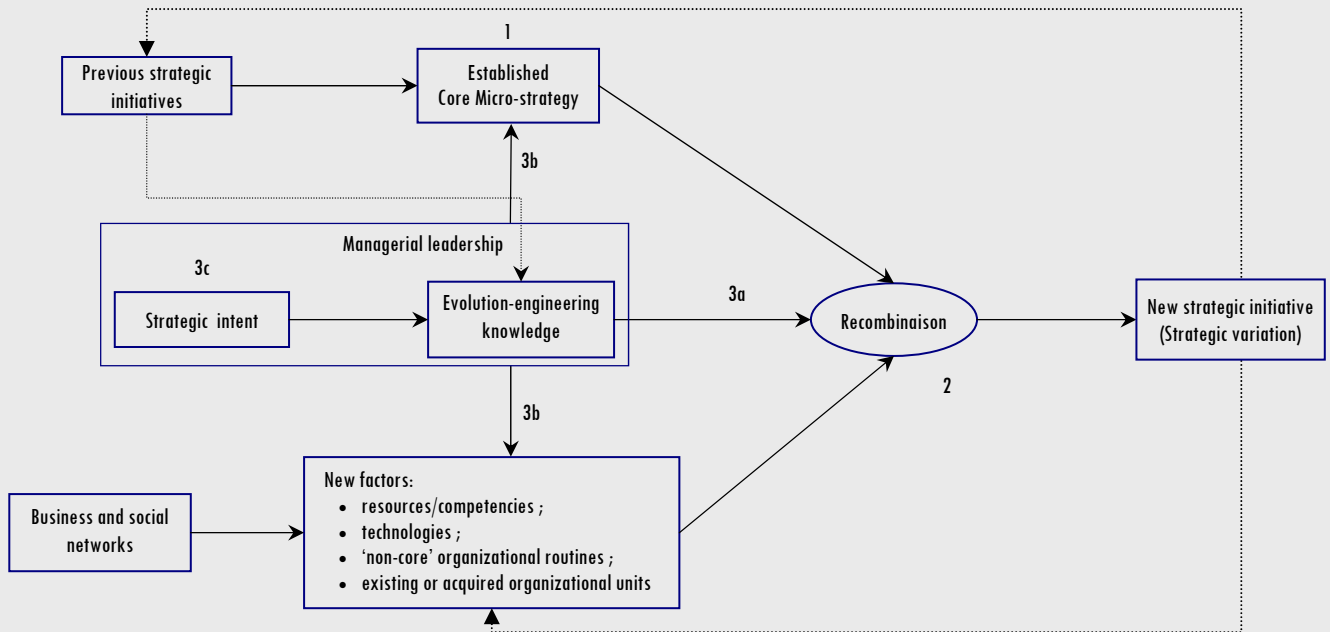 1
Previous strategic
initiatives
Established
Core Micro-strategy
3b
Managerial leadership
3c
Strategic intent
Evolution-engineering
knowledge
3a
Recombinaison
New strategic initiative
(Strategic variation)
3b
2
Business and social
networks
New factors:
• resources/competencies ;
• technologies ;
• ‘non-core’ organizational routines ;
• existing or acquired organizational units